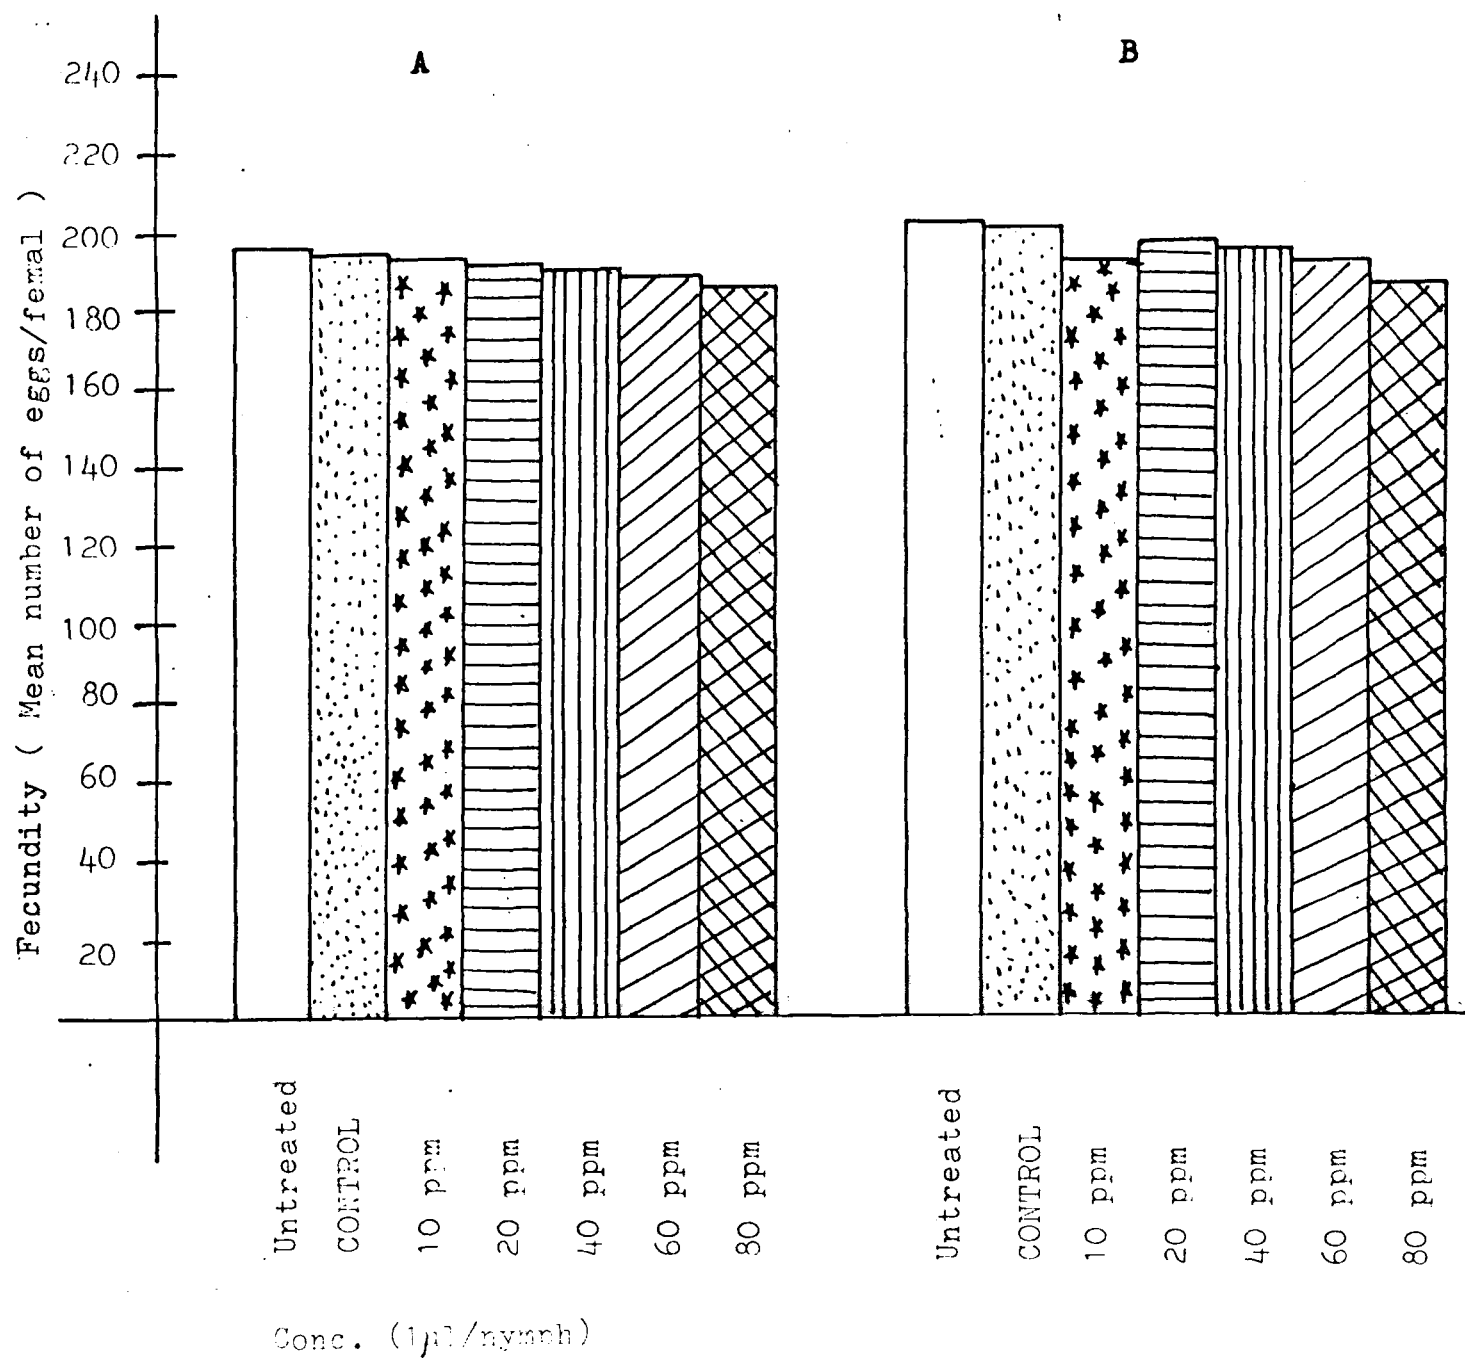 A
B
240
220
200
180
160
140
120
100
80
60
40
20
Fecundity ( Mean number of eggs/femal )
Untreated
CONTROL
10 ppm
20 ppm
40 ppm
60 ppm
80 ppm
Untreated
CONTROL
10 ppm
20 ppm
40 ppm
60 ppm
80 ppm
Conc. (1µl/nymph)